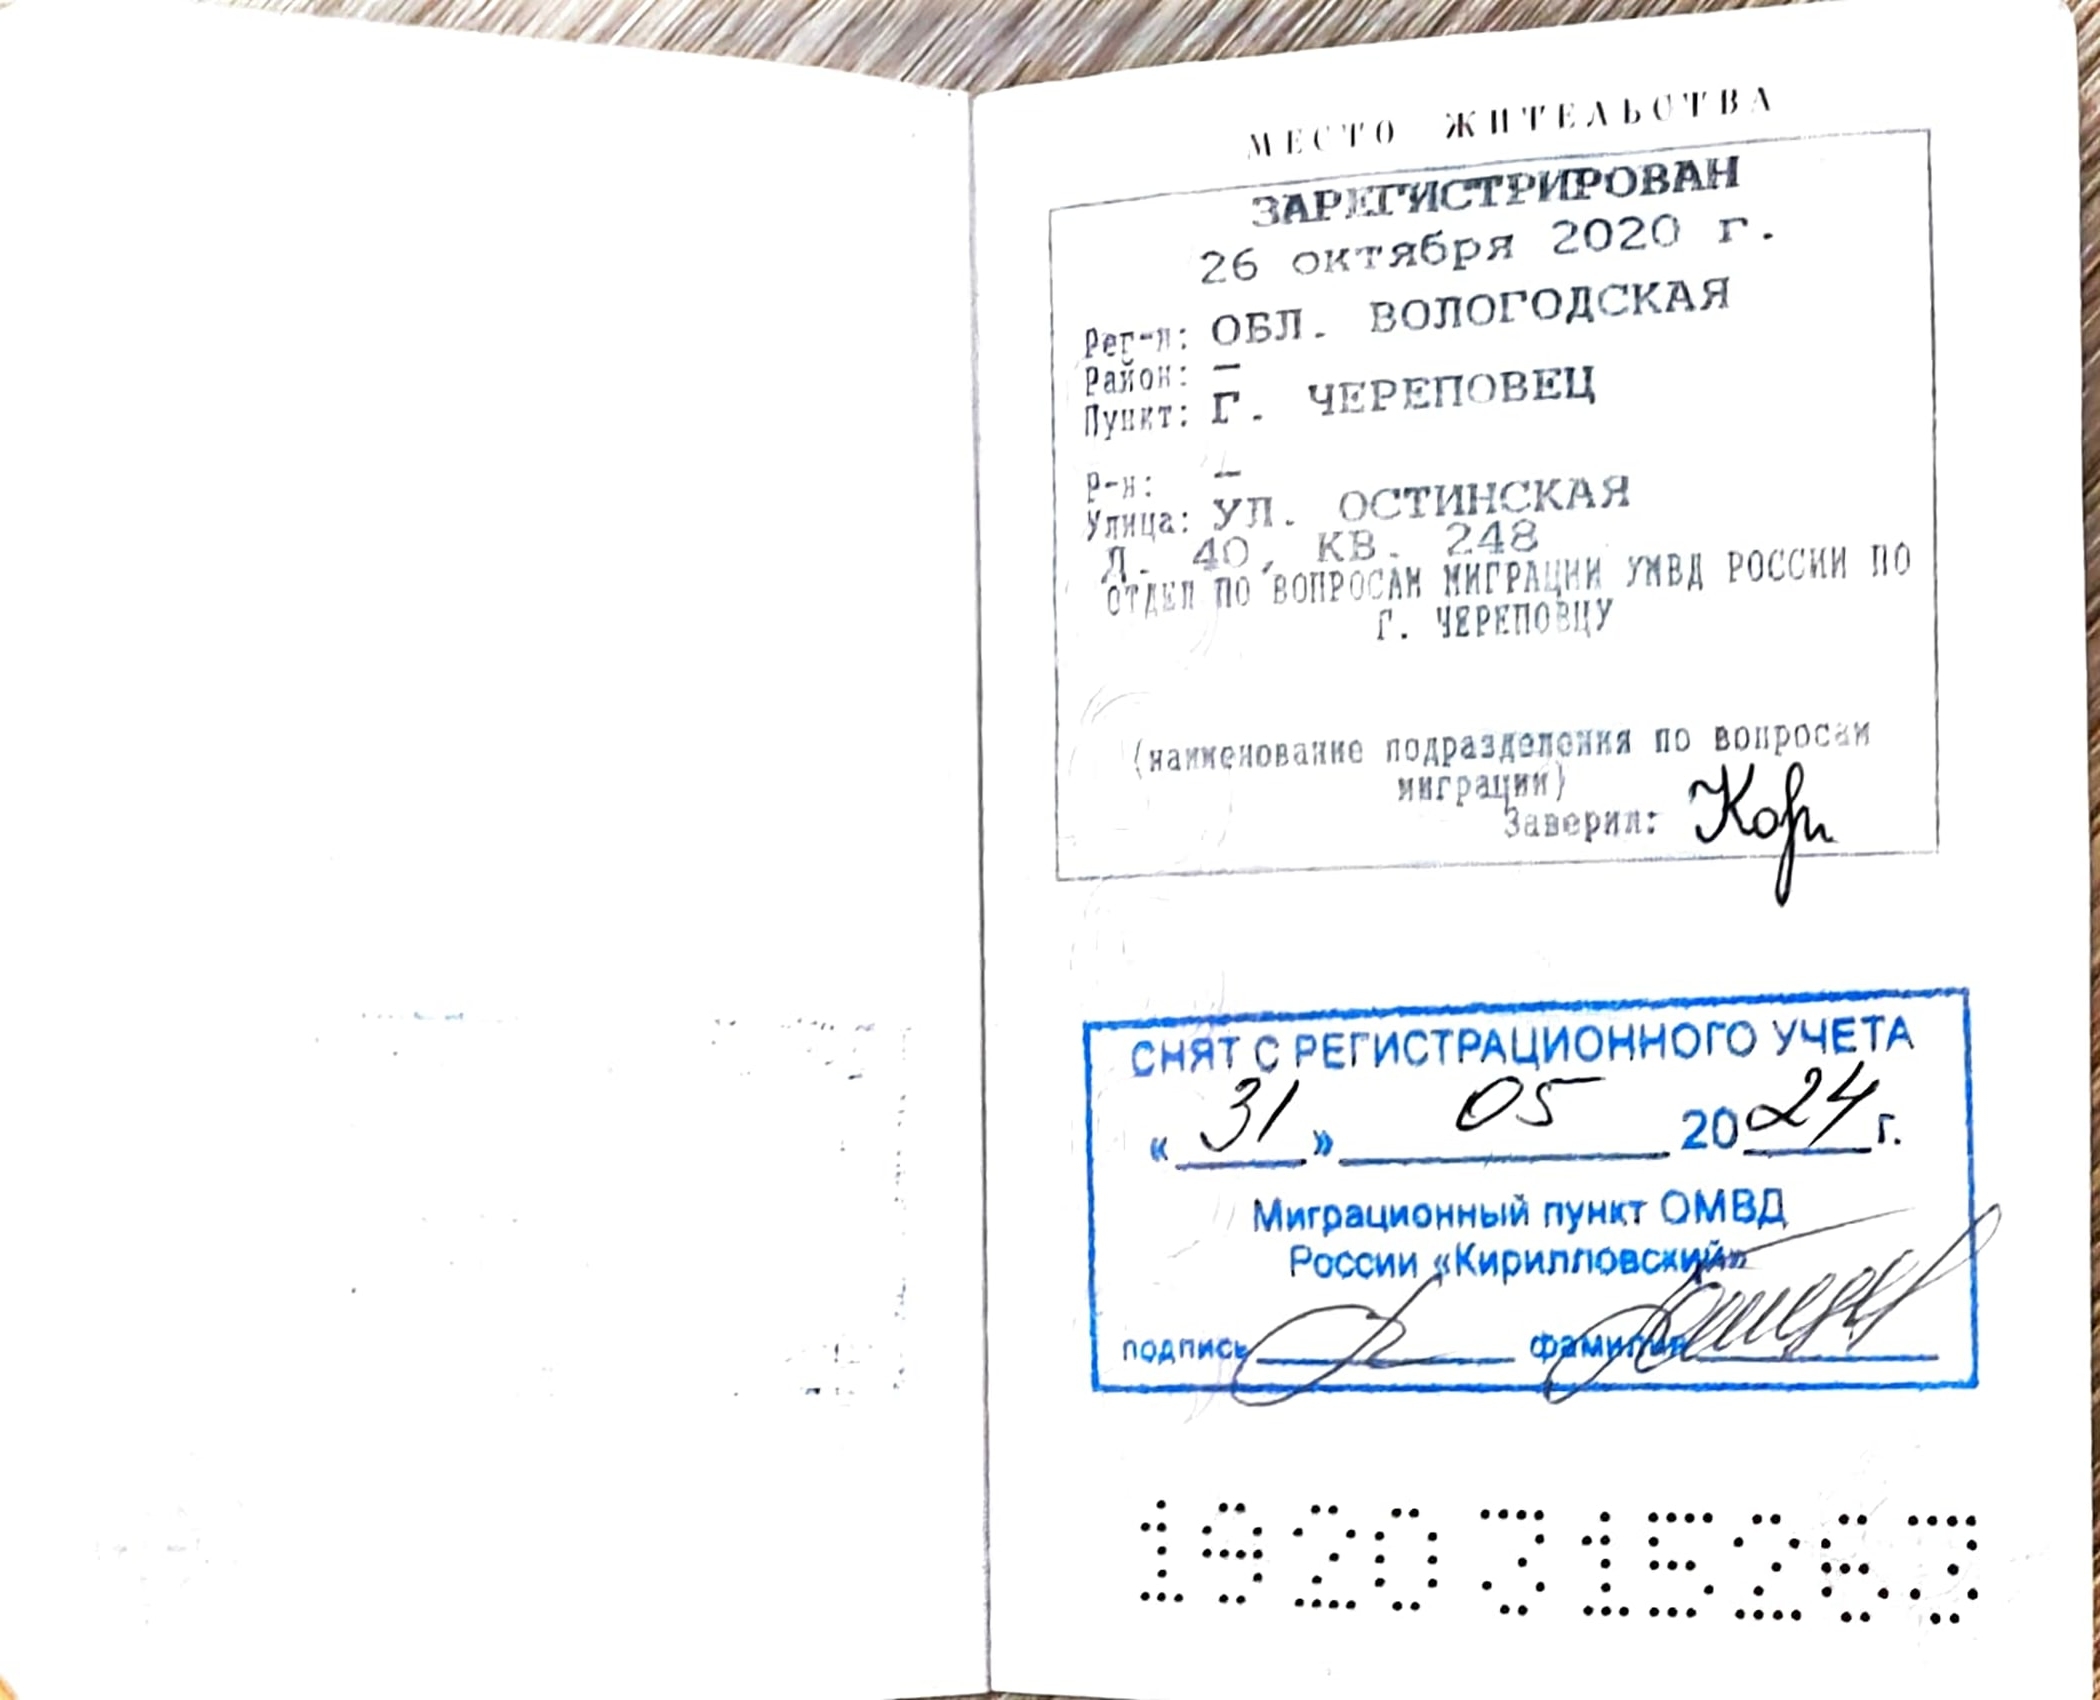 МЕСТО ЖИТЕЛЬСТВА
ЗАРЕГИСТРИРОВАН
26 октября 2020 г.
Рег-н: ОБЛ. ВОЛОГОДСКАЯ
Район: –
Пункт: Г. ЧЕРЕПОВЕЦ
Р-н: –
Улица: УЛ. ОСТИНСКАЯ
Д. 40, КВ. 248
ОТДЕЛ ПО ВОПРОСАМ МИГРАЦИИ УМВД РОССИИ ПО
Г. ЧЕРЕПОВЦУ
(наименование подразделения по вопросам
миграции)
Заверил:
СНЯТ С РЕГИСТРАЦИОННОГО УЧЕТА
« 31 » 05 2024 г.
Миграционный пункт ОМВД
России «Кирилловский»
подпись фамилия
1920 315263